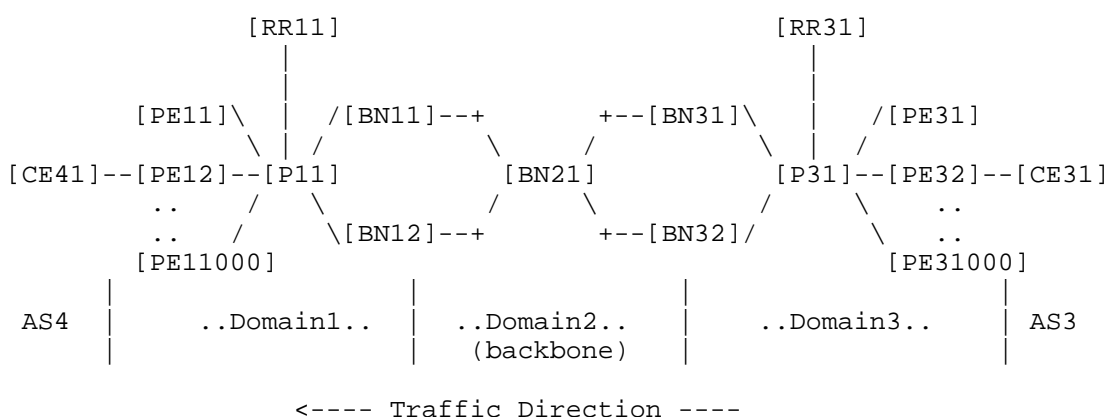 [RR11] [RR31]
[PE11] [BN11]--+ +--[BN31] [PE31]
[CE41]--[PE12]--[P11] [BN21] [P31]--[PE32]--[CE31]
.. ..
.. [BN12]--+ +--[BN32] ..
[PE11000] [PE31000]
AS4 ..Domain1.. ..Domain2.. ..Domain3.. AS3
(backbone)
<---- Traffic Direction ----